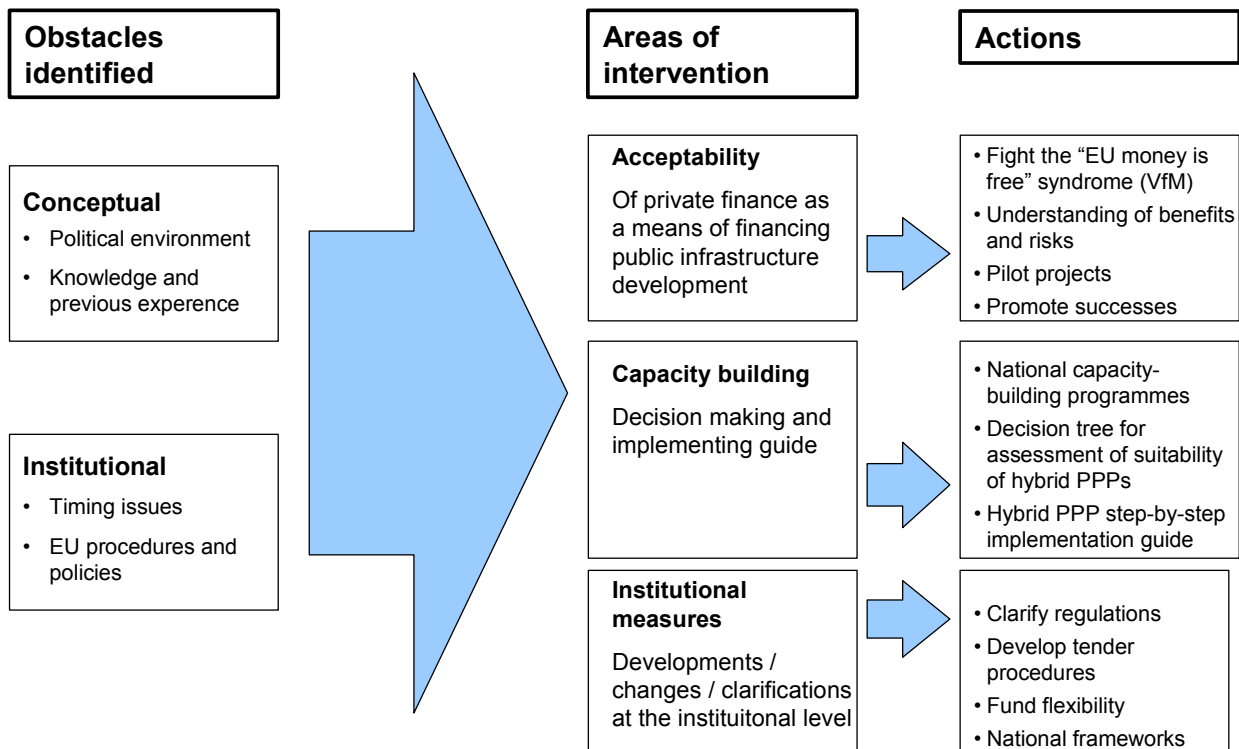 Obstacles
identified
Conceptual
• Political environment
• Knowledge and
previous experence
Institutional
• Timing issues
• EU procedures and
policies
Areas of
intervention
Acceptability
Of private finance as
a means of financing
public infrastructure
development
Capacity building
Decision making and
implementing guide
Institutional
measures
Developments /
changes / clarifications
at the instituitonal level
Actions
• Fight the “EU money is
free” syndrome (VfM)
• Understanding of benefits
and risks
• Pilot projects
• Promote successes
• National capacity-
building programmes
• Decision tree for
assessment of suitability
of hybrid PPPs
• Hybrid PPP step-by-step
implementation guide
• Clarify regulations
• Develop tender
procedures
• Fund flexibility
• National frameworks